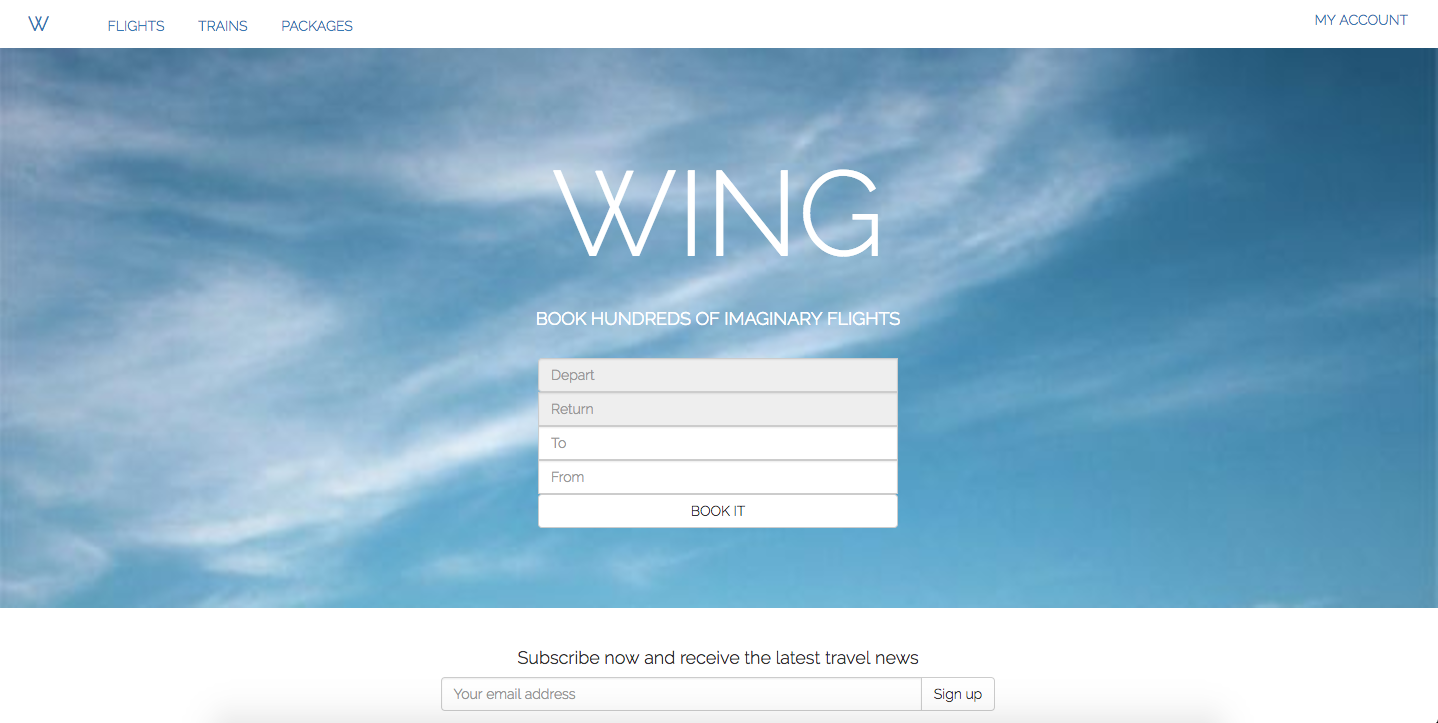 W FLIGHTS TRAINS PACKAGES MY ACCOUNT
WING
BOOK HUNDREDS OF IMAGINARY FLIGHTS
Depart
Return
To
From
BOOK IT
Subscribe now and receive the latest travel news
Your email address Sign up